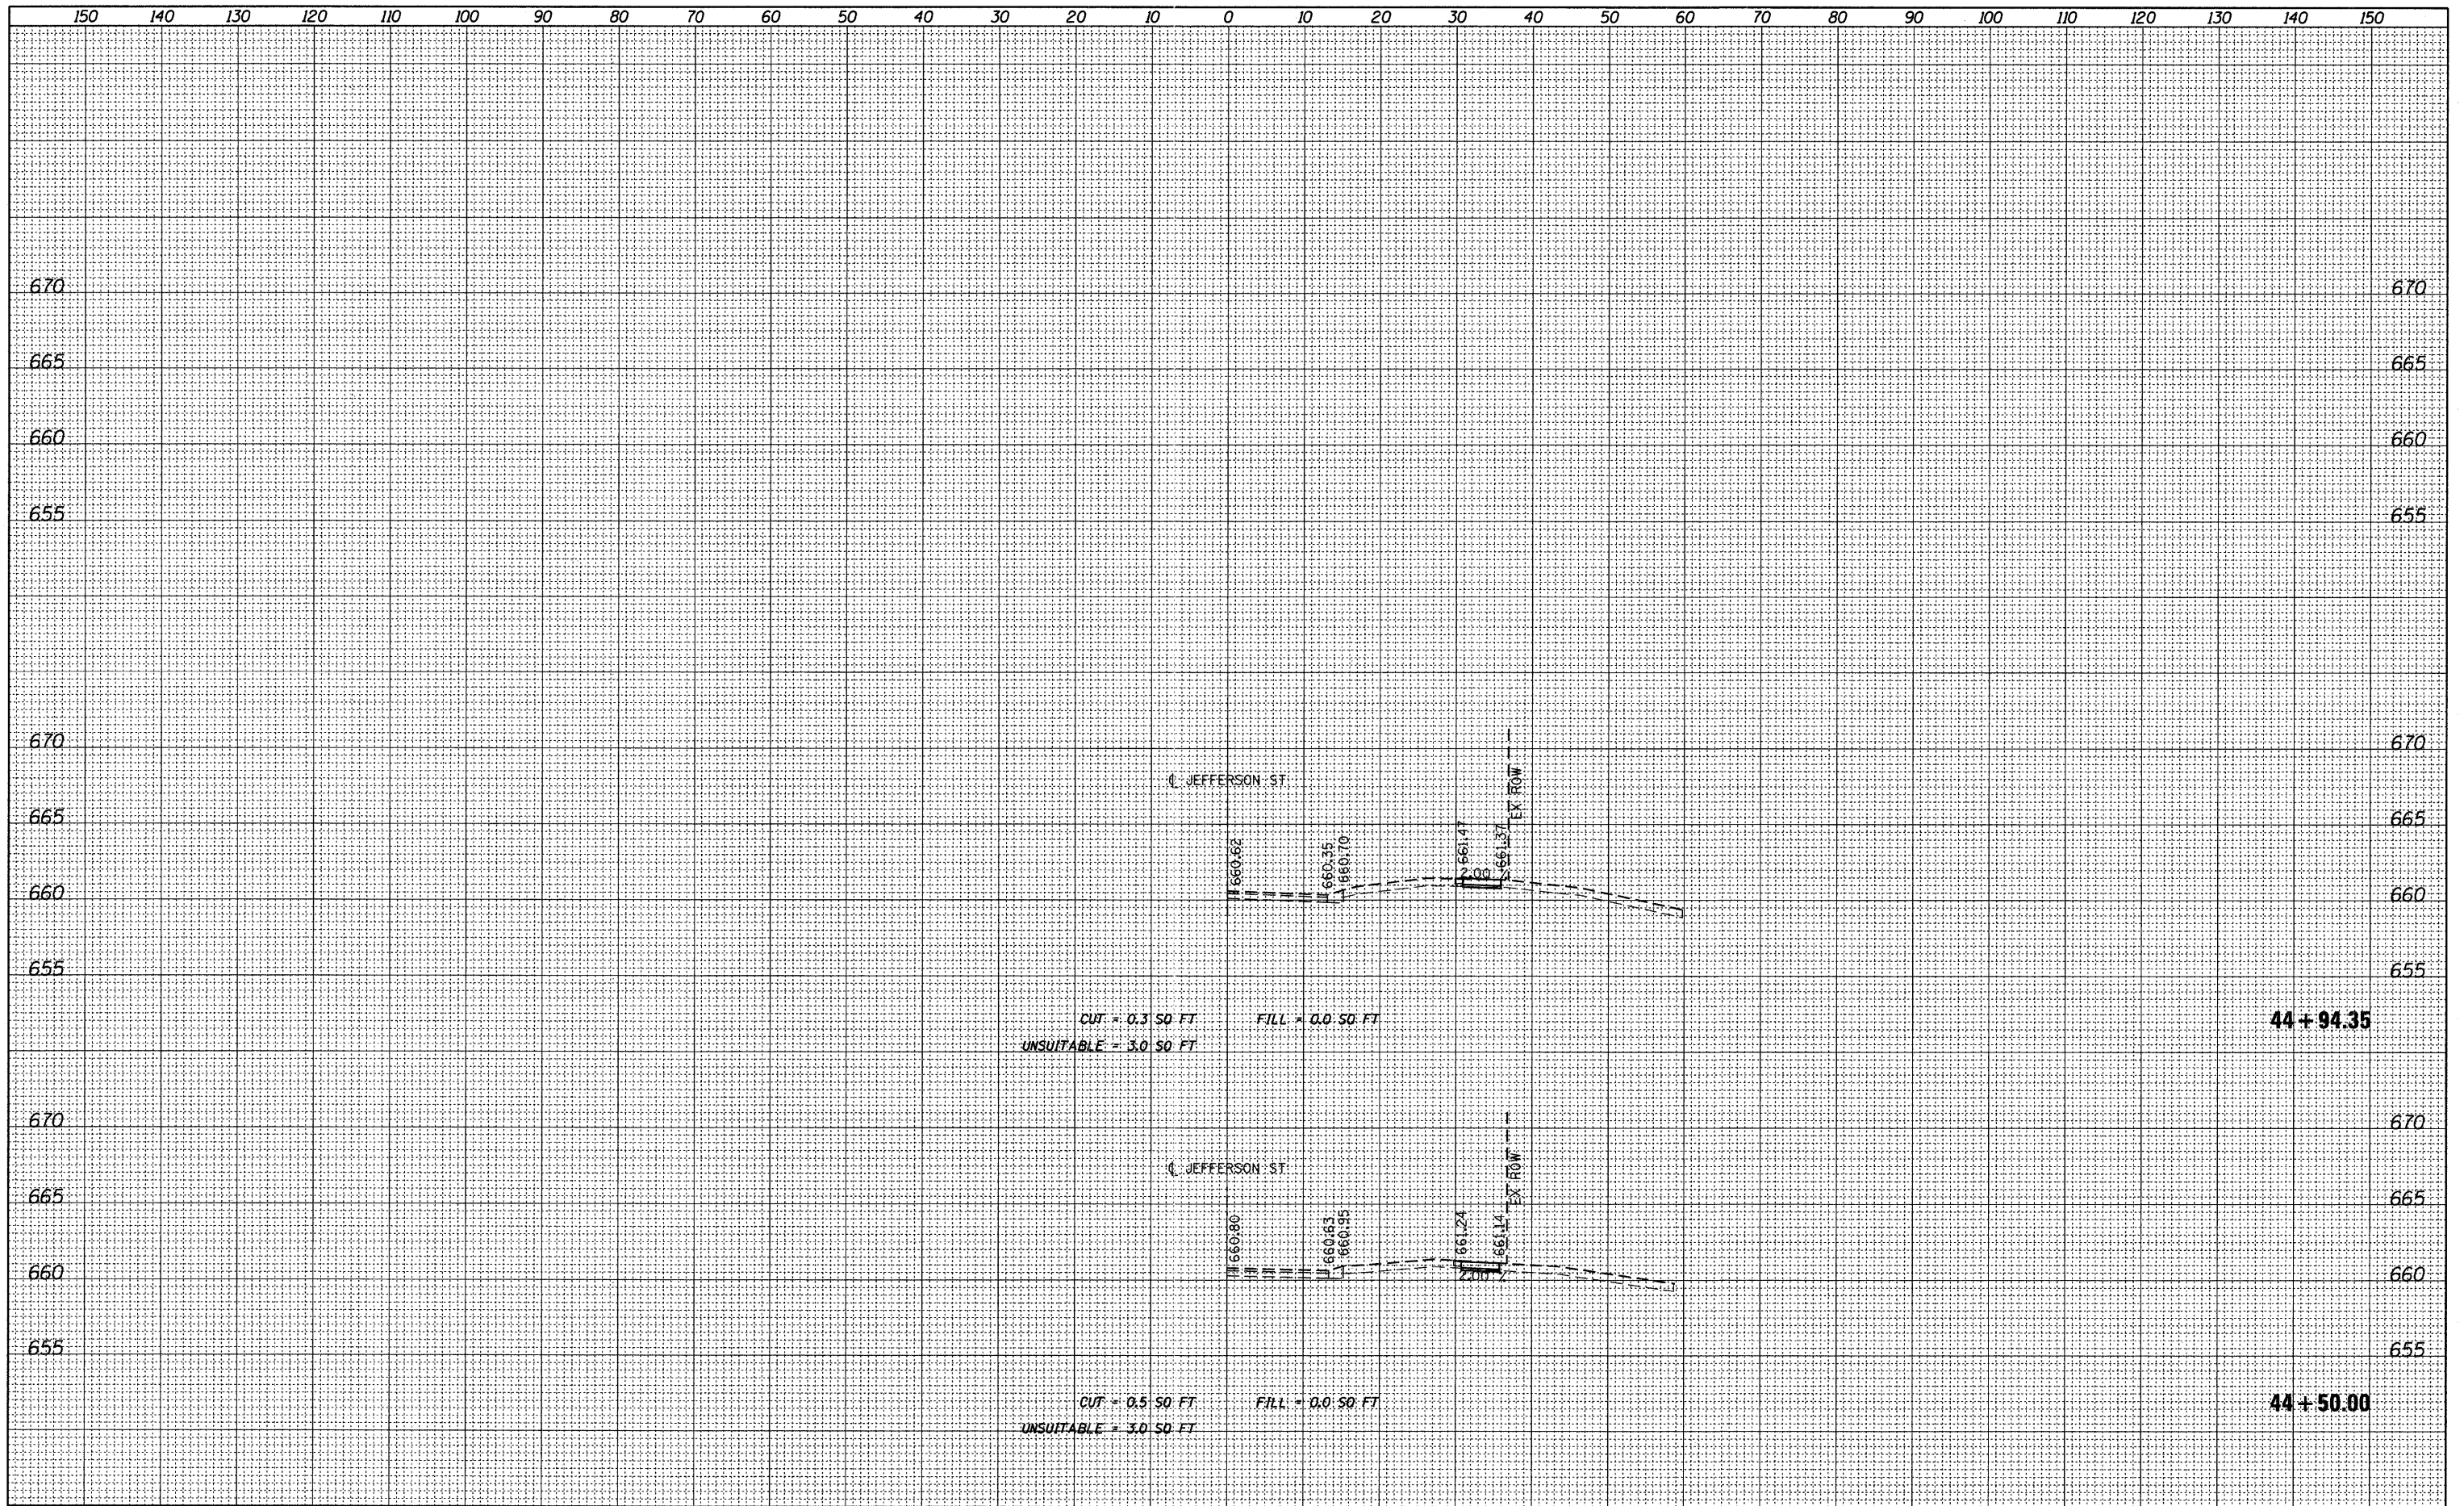 150 140 130 120 110 100 90 80 70 60 50 40 30 20 10 0 10 20 30 40 50 60 70 80 90 100 110 120 130 140 150
670 670
665 665
660 660
655 655
670 670
℄ JEFFERSON ST
EX ROW
665 665
660.62 660.35 660.70 661.47 661.37
2.00 %
660 660
655 655
CUT = 0.3 SQ FT FILL = 0.0 SQ FT 44+94.35
UNSUITABLE = 3.0 SQ FT
670 670
℄ JEFFERSON ST
EX ROW
665 665
660.80 660.63 660.95 661.24 661.14
2.00 %
660 660
655 655
CUT = 0.5 SQ FT FILL = 0.0 SQ FT 44+50.00
UNSUITABLE = 3.0 SQ FT